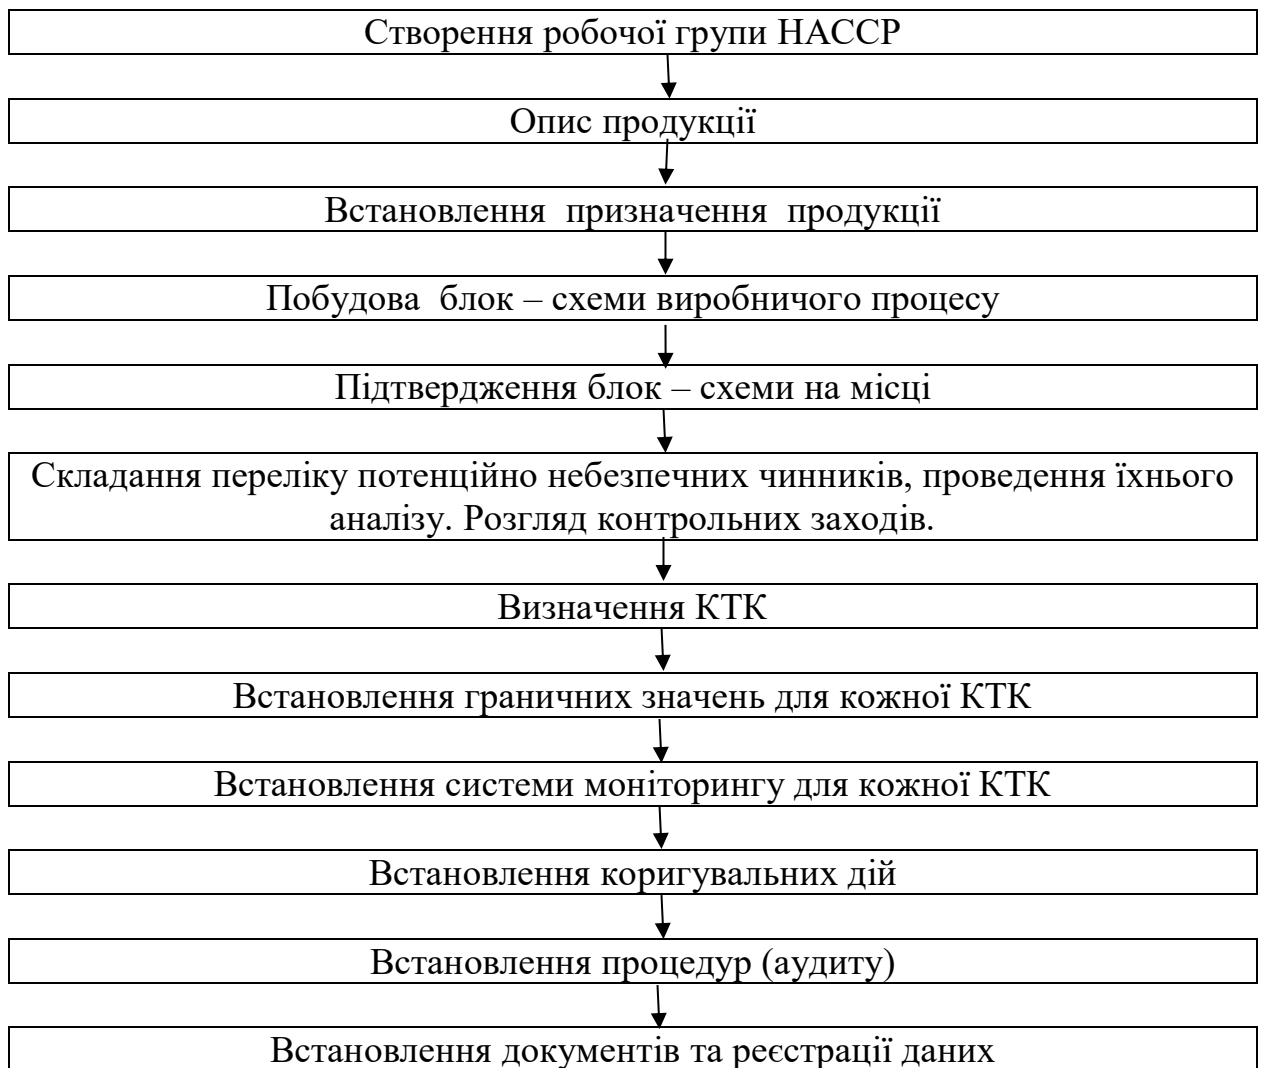 Створення робочої групи НАССР
Опис продукції
Встановлення призначення продукції
Побудова блок – схеми виробничого процесу
Підтвердження блок – схеми на місці
Складання переліку потенційно небезпечних чинників, проведення їхнього
аналізу. Розгляд контрольних заходів.
Визначення КТК
Встановлення граничних значень для кожної КТК
Встановлення системи моніторингу для кожної КТК
Встановлення коригувальних дій
Встановлення процедур (аудиту)
Встановлення документів та реєстрації даних